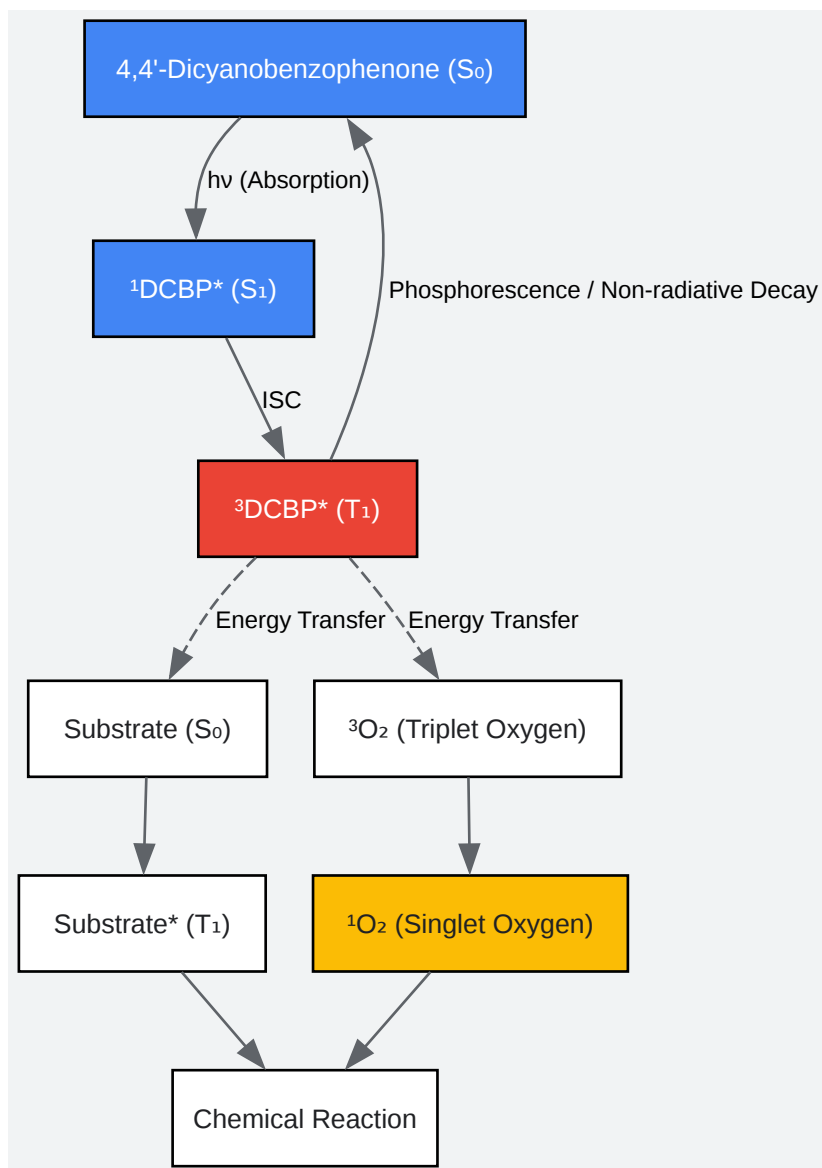 4,4'-Dicyanobenzophenone (S₀)
hν (Absorption)
¹DCBP* (S₁)
Phosphorescence / Non-radiative Decay
ISC
³DCBP* (T₁)
Energy Transfer
Energy Transfer
Substrate (S₀)
³O₂ (Triplet Oxygen)
Substrate* (T₁)
¹O₂ (Singlet Oxygen)
Chemical Reaction